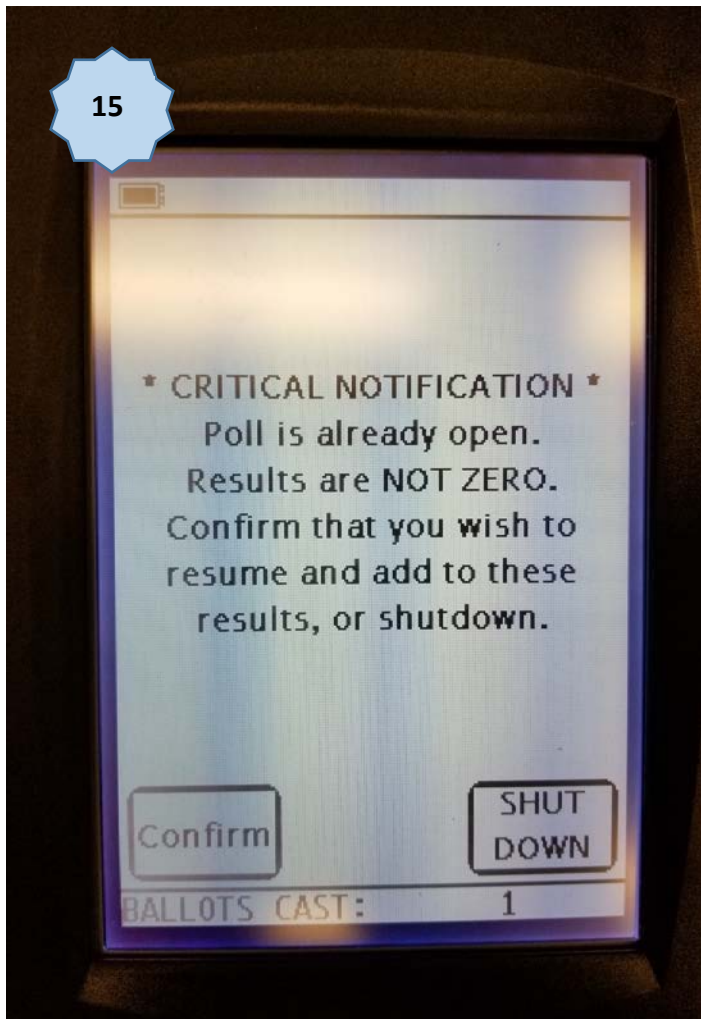 15
* CRITICAL NOTIFICATION *
Poll is already open.
Results are NOT ZERO.
Confirm that you wish to
resume and add to these
results, or shutdown.
Confirm
SHUT
DOWN
BALLOTS CAST: 1